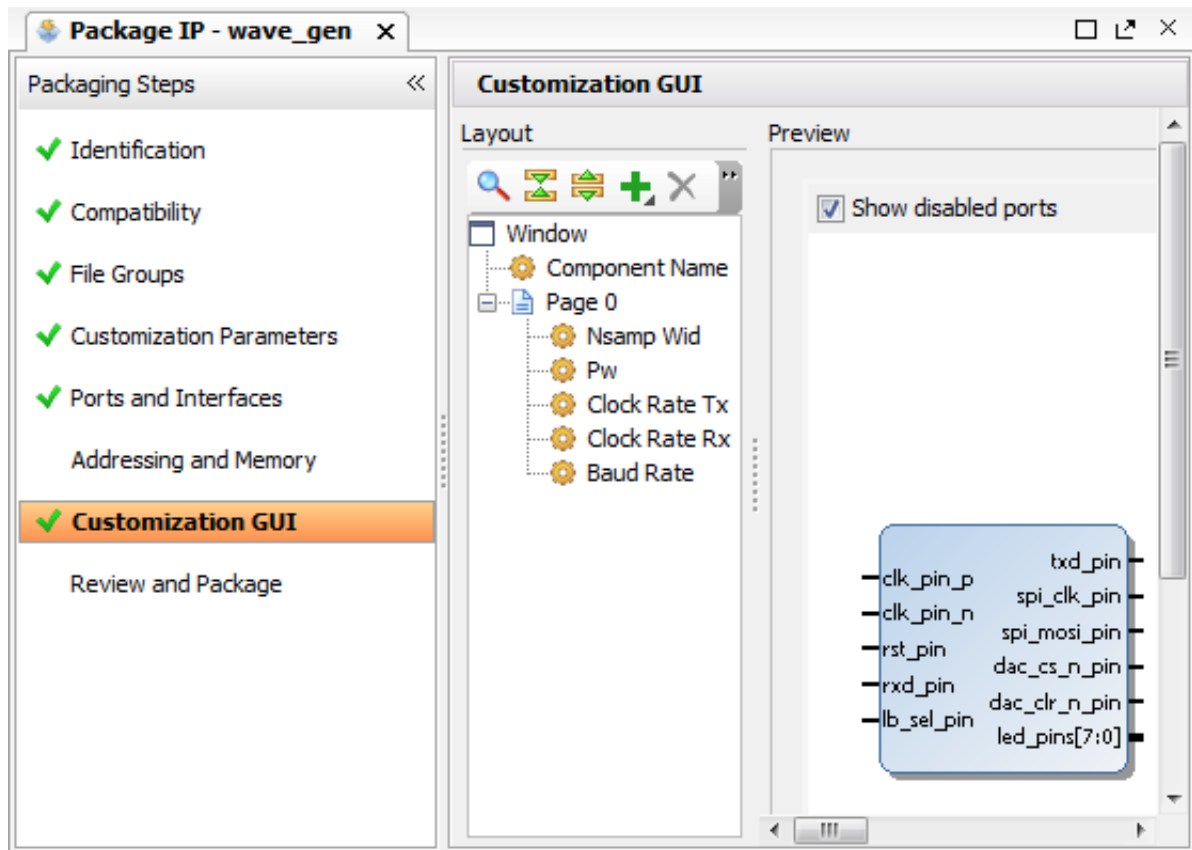 Package IP - wave_gen
Packaging Steps
Identification
Compatibility
File Groups
Customization Parameters
Ports and Interfaces
Addressing and Memory
Customization GUI
Review and Package
Customization GUI
Layout
Window
Component Name
Page 0
Nsamp Wid
Pw
Clock Rate Tx
Clock Rate Rx
Baud Rate
Preview
Show disabled ports
clk_pin_p
clk_pin_n
rst_pin
rxd_pin
lb_sel_pin
txd_pin
spi_clk_pin
spi_mosi_pin
dac_cs_n_pin
dac_clr_n_pin
led_pins[7:0]